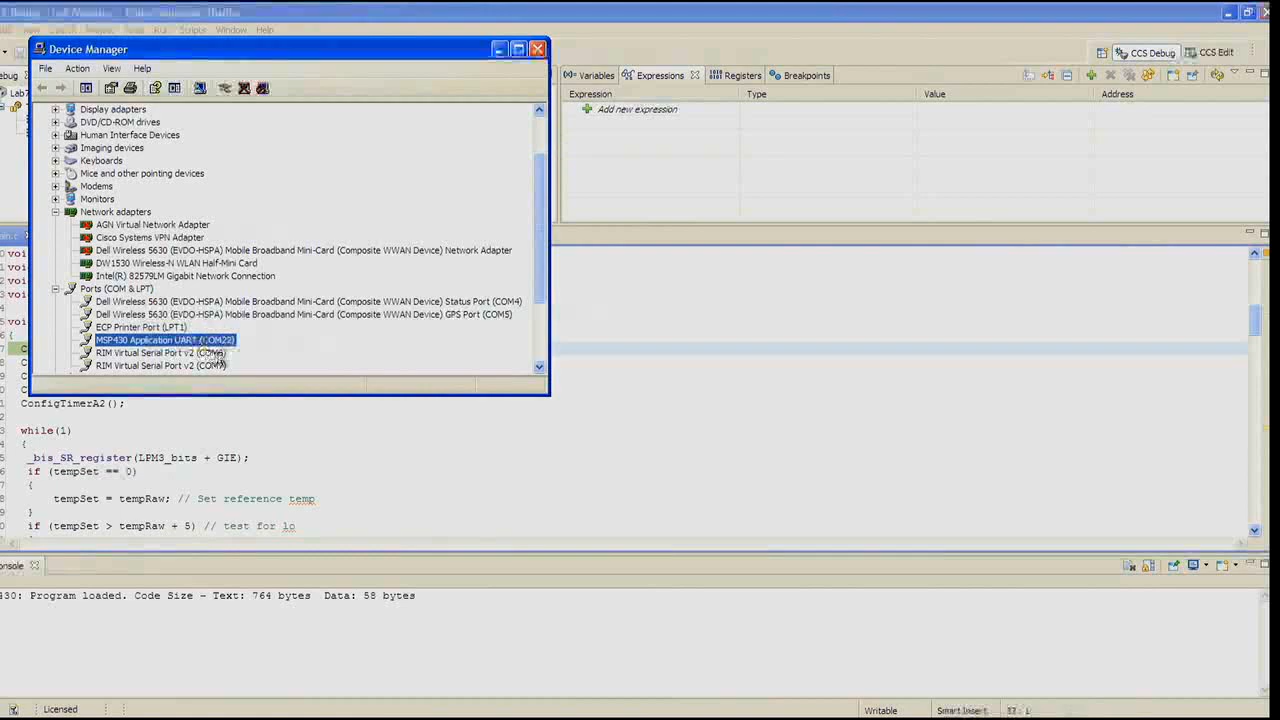 Window Help
Device Manager
CCS Debug CCS Edit
File Action View Help
Variables Expressions Registers Breakpoints
Expression Type Value Address
Add new expression
Display adapters
DVD/CD-ROM drives
Human Interface Devices
Imaging devices
Keyboards
Mice and other pointing devices
Modems
Monitors
Network adapters
AGN Virtual Network Adapter
Cisco Systems VPN Adapter
Dell Wireless 5630 (EVDO-HSPA) Mobile Broadband Mini-Card (Composite WWAN Device) Network Adapter
DW1530 Wireless-N WLAN Half-Mini Card
Intel(R) 82579LM Gigabit Network Connection
Ports (COM & LPT)
Dell Wireless 5630 (EVDO-HSPA) Mobile Broadband Mini-Card (Composite WWAN Device) Status Port (COM4)
Dell Wireless 5630 (EVDO-HSPA) Mobile Broadband Mini-Card (Composite WWAN Device) GPS Port (COM5)
ECP Printer Port (LPT1)
MSP430 Application UART (COM22)
RIM Virtual Serial Port v2 (COM6)
RIM Virtual Serial Port v2 (COM7)
ConfigTimerA2();
while(1)
{
_bis_SR_register(LPM3_bits + GIE);
if (tempSet == 0)
{
tempSet = tempRaw; // Set reference temp
}
if (tempSet > tempRaw + 5) // test for lo
onsole
430: Program loaded. Code Size - Text: 764 bytes Data: 58 bytes
Licensed Writable Smart Insert